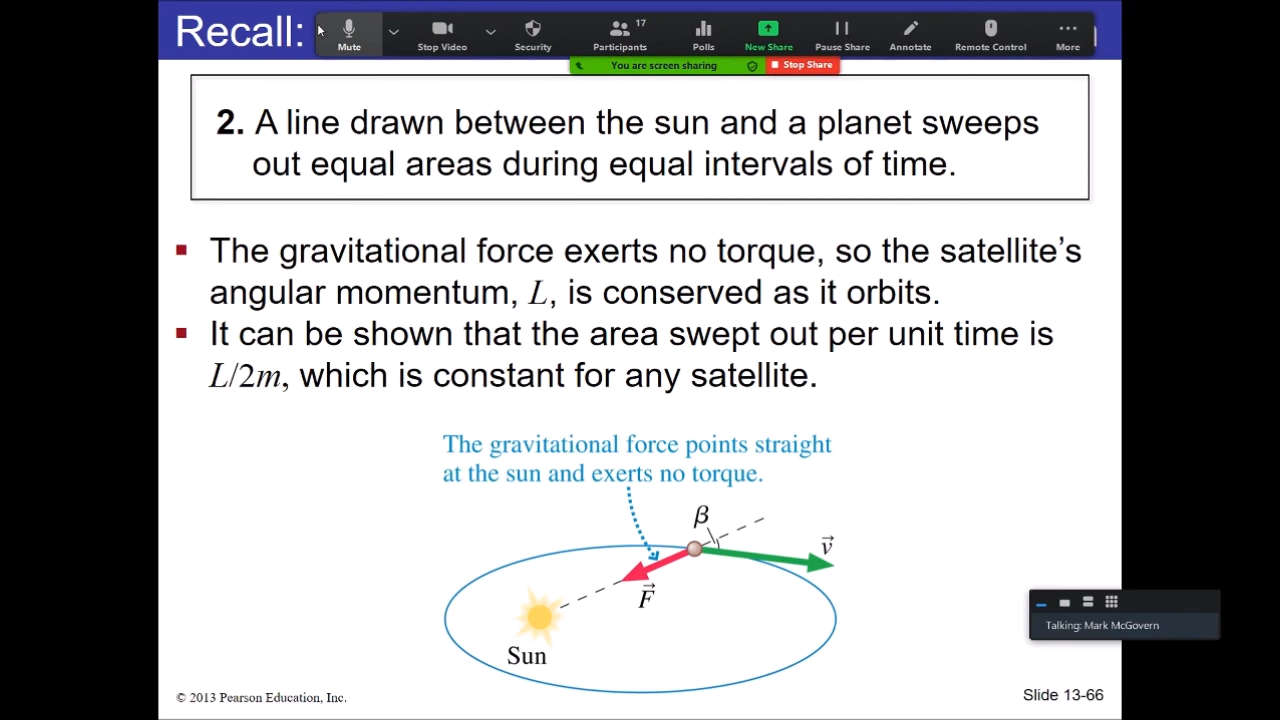 Recall:
Mute
Stop Video
Security
Participants
17
Polls
New Share
Pause Share
Annotate
Remote Control
More
You are screen sharing
Stop Share
2. A line drawn between the sun and a planet sweeps
out equal areas during equal intervals of time.
▪ The gravitational force exerts no torque, so the satellite’s
angular momentum, L, is conserved as it orbits.
▪ It can be shown that the area swept out per unit time is
L/2m, which is constant for any satellite.
The gravitational force points straight
at the sun and exerts no torque.
β
v⃗
F⃗
Sun
Talking: Mark McGovern
© 2013 Pearson Education, Inc.
Slide 13-66